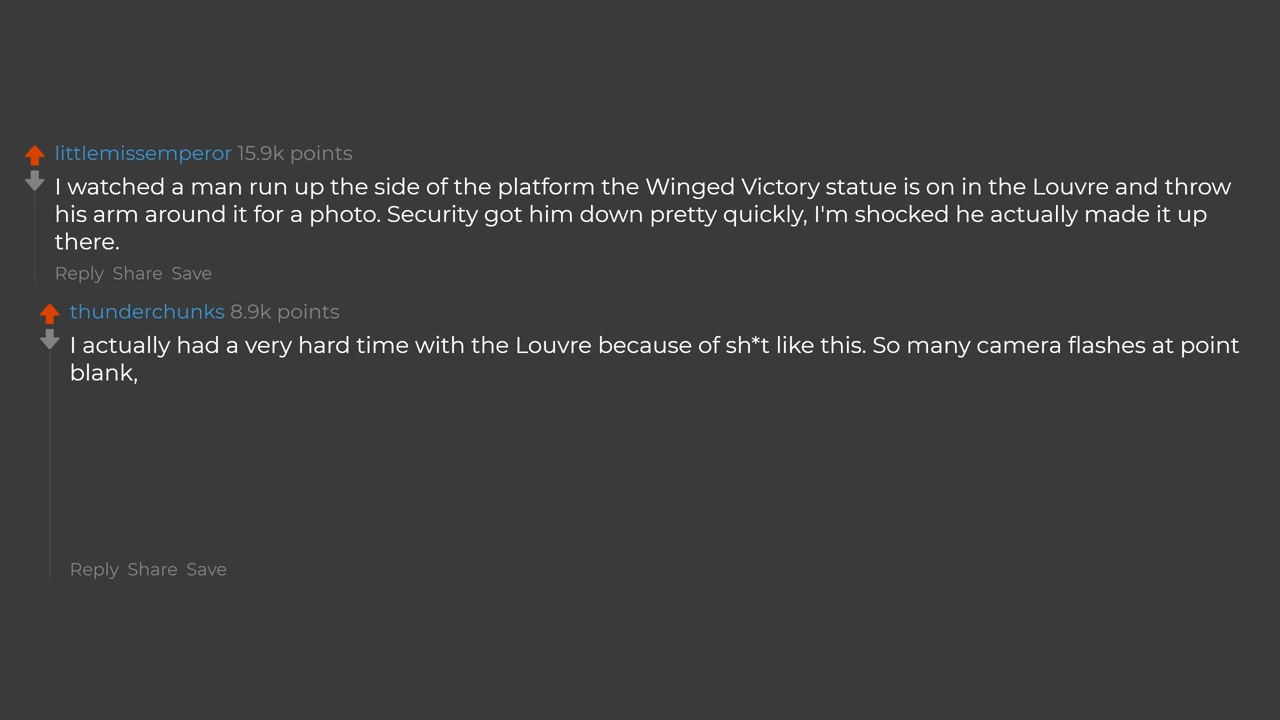 littlemissemperor 15.9k points
I watched a man run up the side of the platform the Winged Victory statue is on in the Louvre and throw
his arm around it for a photo. Security got him down pretty quickly, I'm shocked he actually made it up
there.
Reply Share Save
thunderchunks 8.9k points
I actually had a very hard time with the Louvre because of sh*t like this. So many camera flashes at point
blank,
Reply Share Save